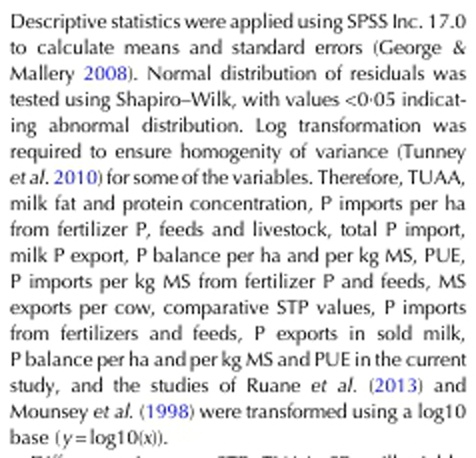 Descriptive statistics were applied using SPSS Inc. 17.0
to calculate means and standard errors (George &
Mallery 2008). Normal distribution of residuals was
tested using Shapiro–Wilk, with values <0·05 indicat-
ing abnormal distribution. Log transformation was
required to ensure homogenity of variance (Tunney
et al. 2010) for some of the variables. Therefore, TUAA,
milk fat and protein concentration, P imports per ha
from fertilizer P, feeds and livestock, total P import,
milk P export, P balance per ha and per kg MS, PUE,
P imports per kg MS from fertilizer P and feeds, MS
exports per cow, comparative STP values, P imports
from fertilizers and feeds, P exports in sold milk,
P balance per ha and per kg MS and PUE in the current
study, and the studies of Ruane et al. (2013) and
Mounsey et al. (1998) were transformed using a log10
base (y=log10(x)).